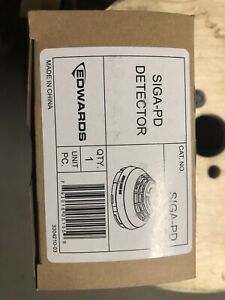 SIGA-PD
DETECTOR
EDWARDS
MADE IN CHINA
CAT. NO.
SIGA-PD
QTY.
1
UNIT
PC.